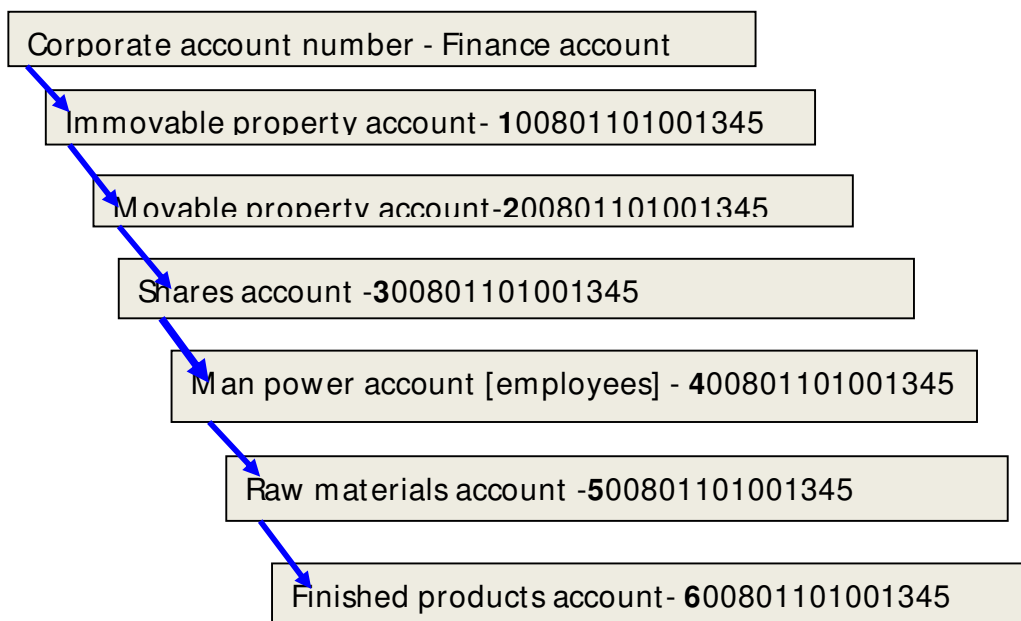 Corporate account number - Finance account
Immovable property account- 100801101001345
Movable property account-200801101001345
Shares account -300801101001345
Man power account [employees] - 400801101001345
Raw materials account -500801101001345
Finished products account- 600801101001345